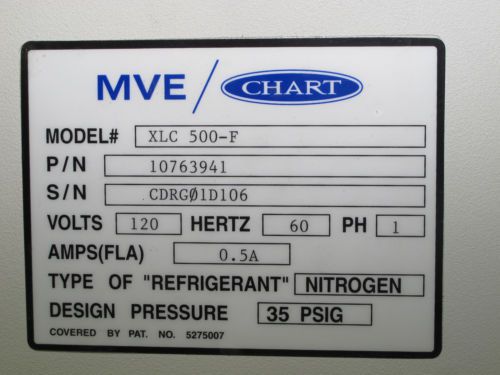 MVE / CHART
MODEL# XLC 500-F
P/N 10763941
S/N CDRGØ1D106
VOLTS 120 HERTZ 60 PH 1
AMPS(FLA) 0.5A
TYPE OF "REFRIGERANT" NITROGEN
DESIGN PRESSURE 35 PSIG
COVERED BY PAT. NO. 5275007